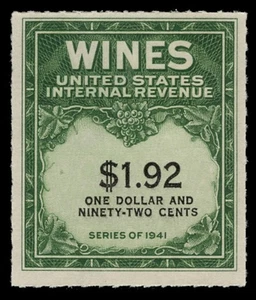 WINES
UNITED STATES
INTERNAL REVENUE
$1.92
ONE DOLLAR AND
NINETY-TWO CENTS
SERIES OF 1941